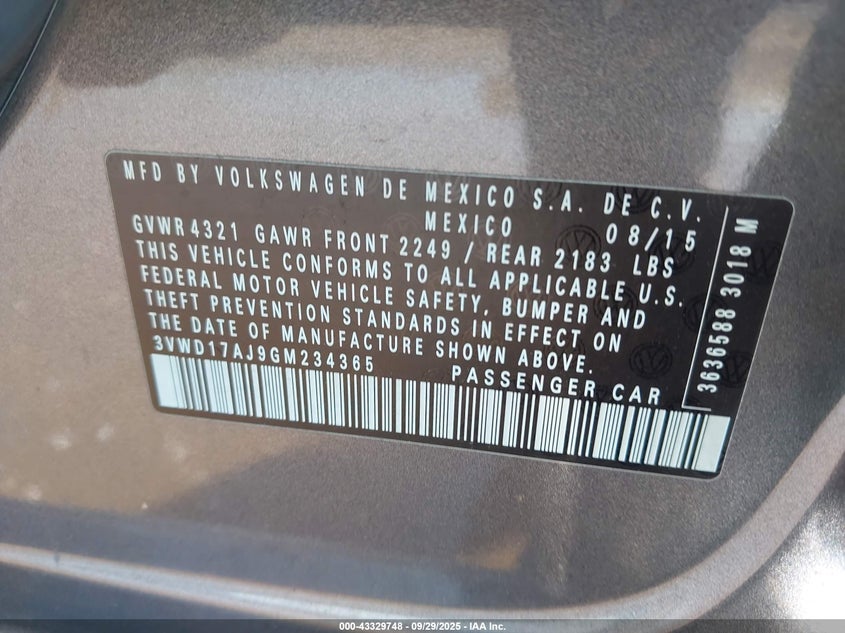 MFD BY VOLKSWAGEN DE MEXICO S.A. DE C.V.
MEXICO 08/15
GVWR 4321 GAWR FRONT 2249 / REAR 2183 LBS
THIS VEHICLE CONFORMS TO ALL APPLICABLE U.S.
FEDERAL MOTOR VEHICLE SAFETY, BUMPER AND
THEFT PREVENTION STANDARDS IN EFFECT ON
THE DATE OF MANUFACTURE SHOWN ABOVE.
3VWD17AJ9GM234365 PASSENGER CAR
3636588 3018 M
000-43329748 - 09/29/2025 - IAA Inc.